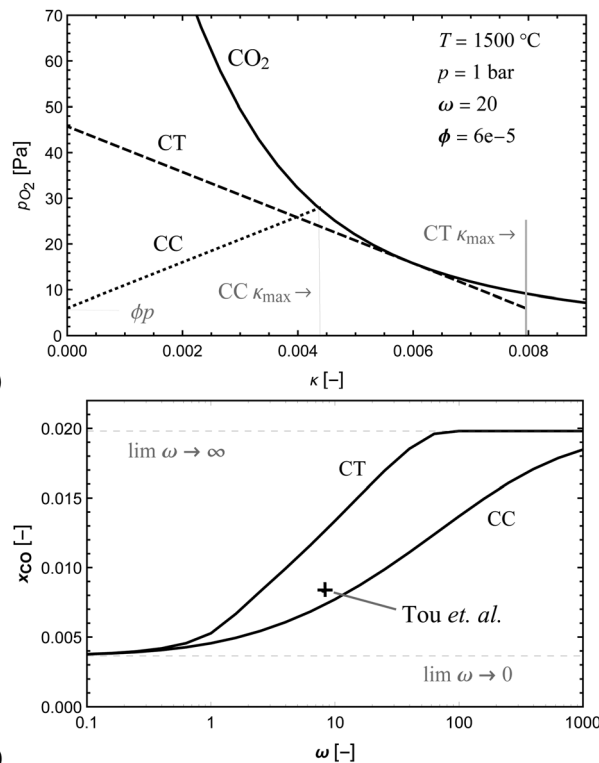 70
60
50
40
30
20
10
0
pO₂ [Pa]
CO₂
CT
CC
T = 1500 °C
p = 1 bar
ω = 20
ϕ = 6e−5
CT κmax→
CC κmax→
ϕp
0.000 0.002 0.004 0.006 0.008
κ [–]
)
0.020
0.015
0.010
0.005
0.000
xCO [–]
lim ω → ∞
CT
CC
Tou et. al.
lim ω → 0
0.1 1 10 100 1000
ω [–]
)